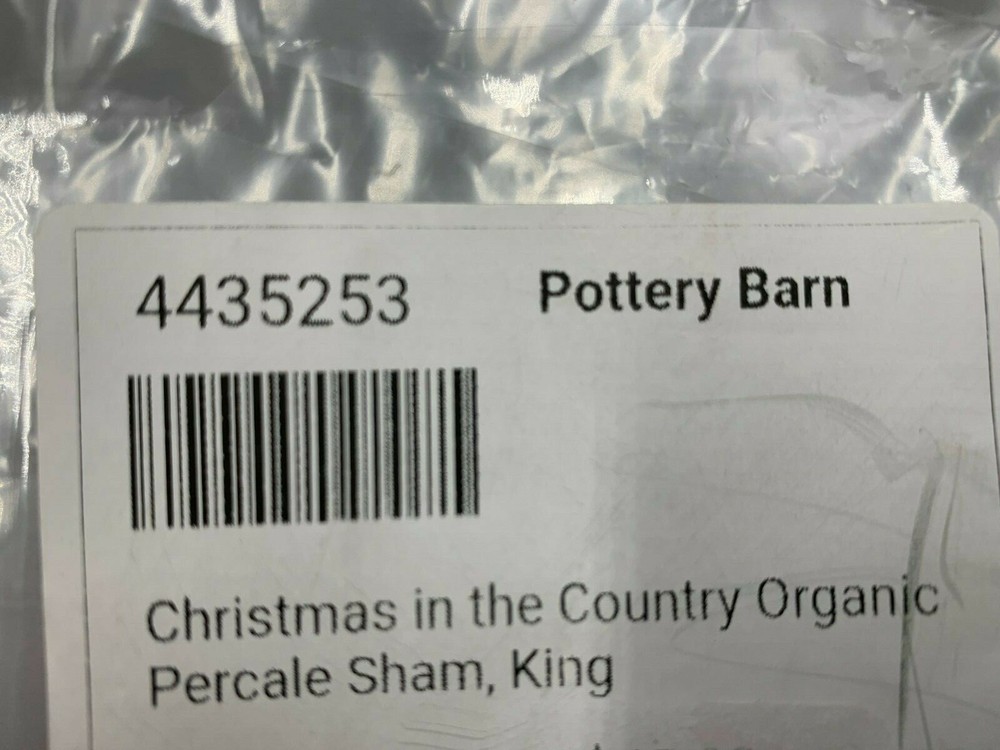 4435253 Pottery Barn
Christmas in the Country Organic
Percale Sham, King